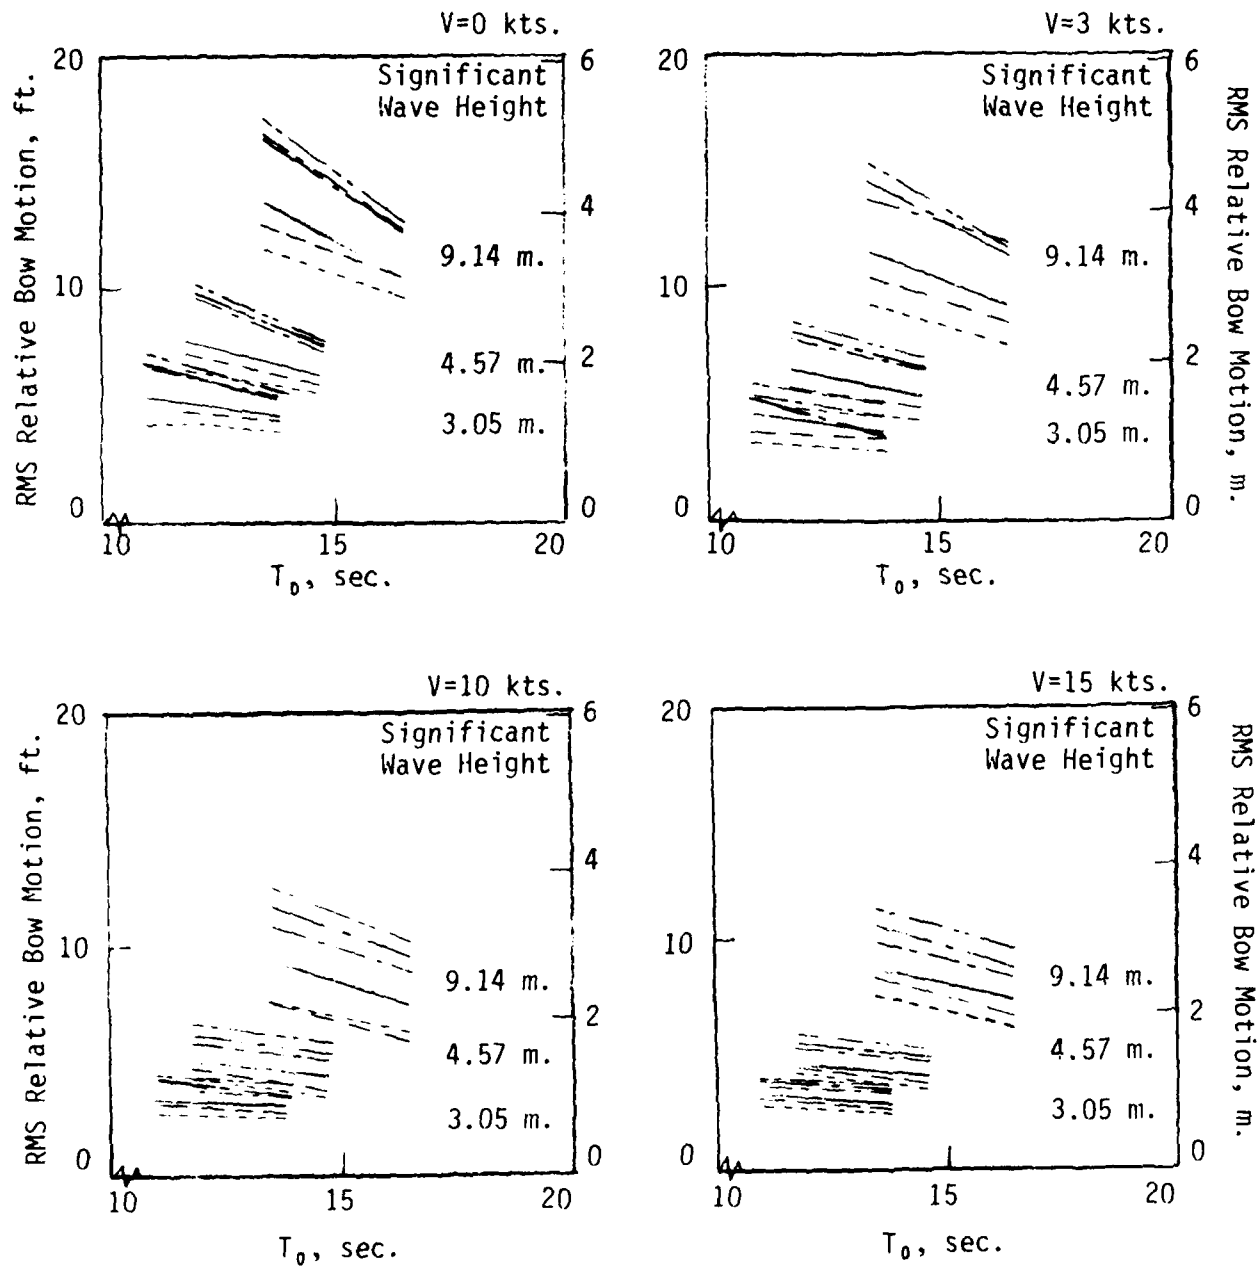 V=0 kts.
20
6
Significant
Wave Height
RMS Relative Bow Motion, ft.
4
9.14 m.
10
4.57 m.
2
3.05 m.
0
0
10
15
20
T₀, sec.
V=3 kts.
20
6
Significant
Wave Height
RMS Relative Bow Motion, m.
4
9.14 m.
10
2
4.57 m.
3.05 m.
0
0
10
15
20
T₀, sec.
V=10 kts.
20
6
Significant
Wave Height
RMS Relative Bow Motion, ft.
4
10
9.14 m.
2
4.57 m.
3.05 m.
0
0
10
15
20
T₀, sec.
V=15 kts.
20
6
Significant
Wave Height
RMS Relative Bow Motion, m.
4
10
9.14 m.
2
4.57 m.
3.05 m.
0
0
10
15
20
T₀, sec.